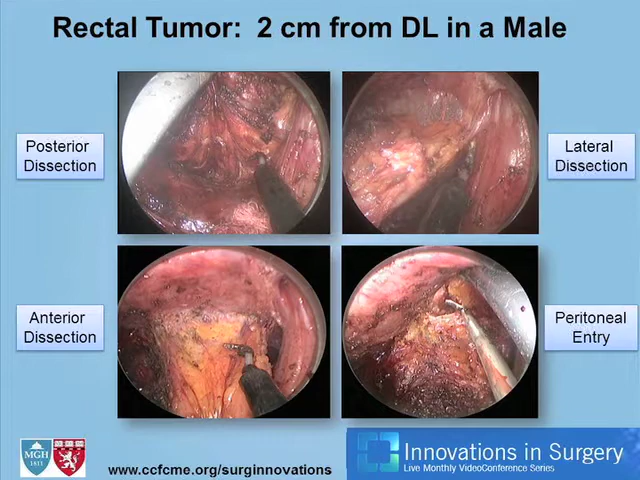 Rectal Tumor: 2 cm from DL in a Male
Posterior
Dissection
Lateral
Dissection
Anterior
Dissection
Peritoneal
Entry
MGH
1811
www.ccfcme.org/surginnovations
Innovations in Surgery
Live Monthly VideoConference Series